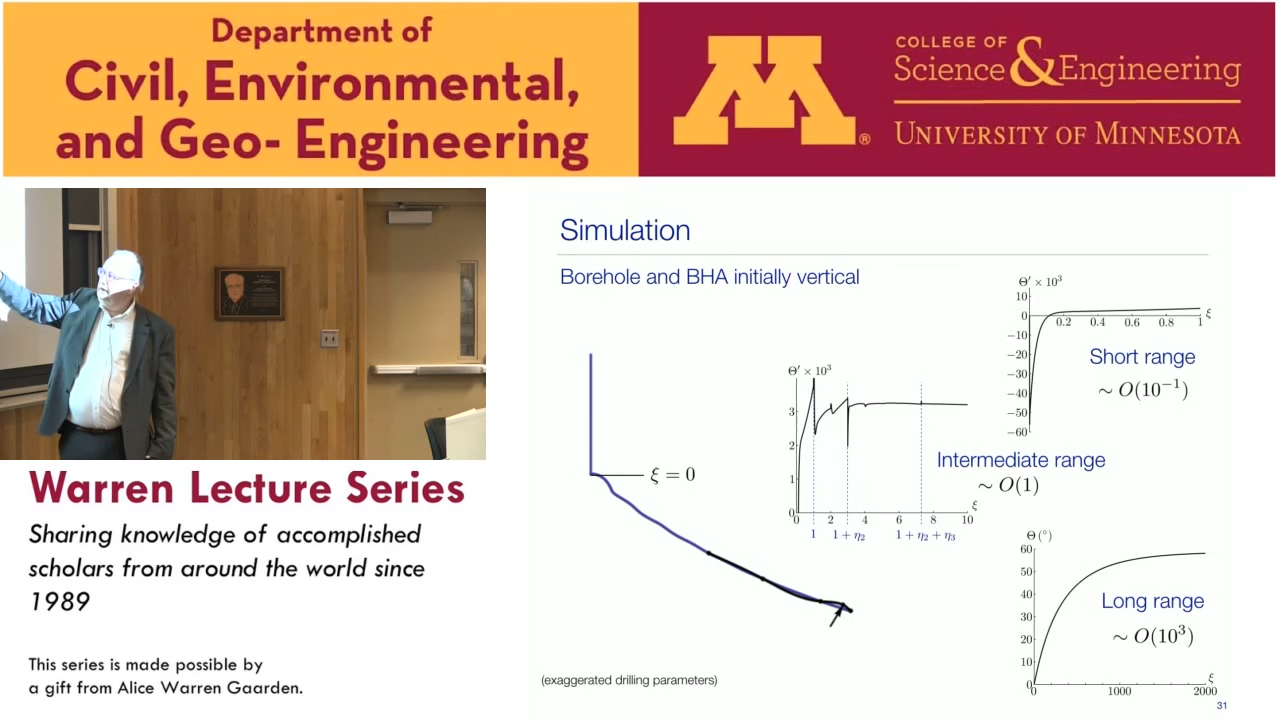 Department of
Civil, Environmental,
and Geo- Engineering
M®
COLLEGE OF
Science & Engineering
UNIVERSITY OF MINNESOTA
Warren Lecture Series
Sharing knowledge of accomplished
scholars from around the world since
1989
This series is made possible by
a gift from Alice Warren Gaarden.
Simulation
Borehole and BHA initially vertical
ξ = 0
(exaggerated drilling parameters)
Θ′ × 10³
3
2
1
0
0 2 4 6 8 10
ξ
1 1 + η₂ 1 + η₂ + η₃
Intermediate range
∼ O(1)
Θ′ × 10³
10
0
−10
−20
−30
−40
−50
−60
0.2 0.4 0.6 0.8 1
ξ
Short range
∼ O(10⁻¹)
Θ (°)
60
50
40
30
20
10
0
0 1000 2000
ξ
Long range
∼ O(10³)
31